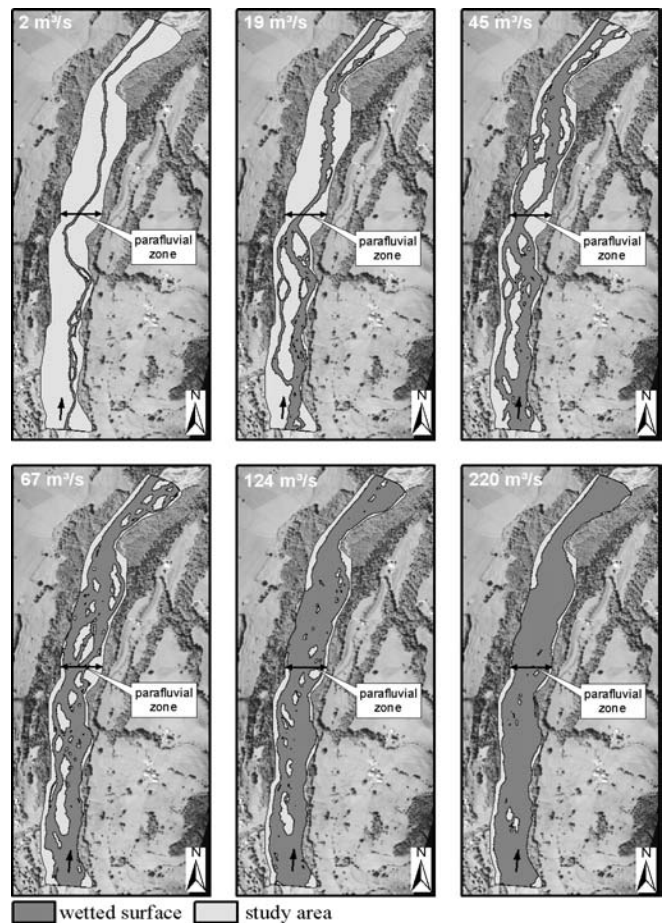 2 m³/s
19 m³/s
45 m³/s
parafluvial
zone
parafluvial
zone
parafluvial
zone
N
N
N
67 m³/s
124 m³/s
220 m³/s
parafluvial
zone
parafluvial
zone
parafluvial
zone
N
N
N
wetted surface
study area